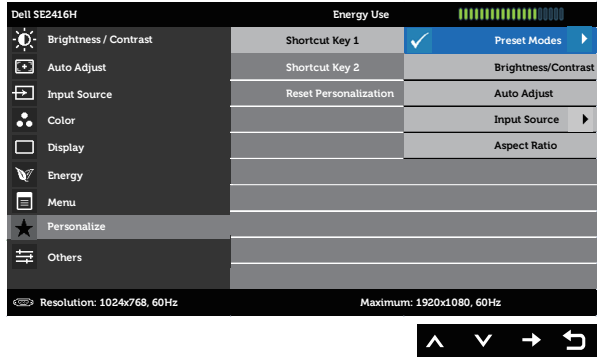 Dell SE2416H Energy Use
Brightness / Contrast Shortcut Key 1 Preset Modes
Auto Adjust Shortcut Key 2 Brightness/Contrast
Input Source Reset Personalization Auto Adjust
Color Input Source
Display Aspect Ratio
Energy
Menu
Personalize
Others
Resolution: 1024x768, 60Hz Maximum: 1920x1080, 60Hz